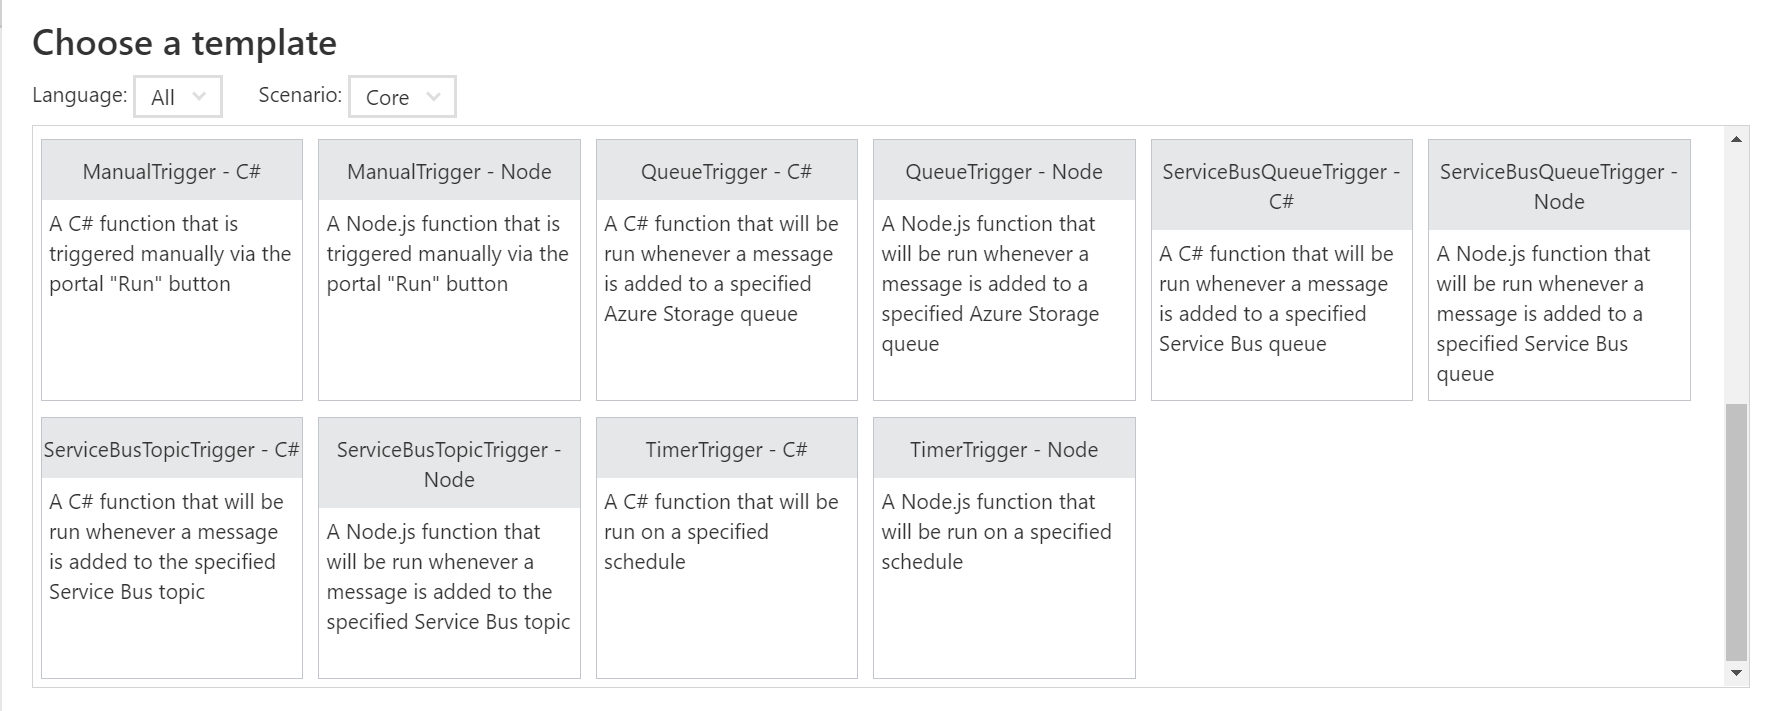 Choose a template
Language: All Scenario: Core
ManualTrigger - C#
A C# function that is
triggered manually via the
portal "Run" button
ManualTrigger - Node
A Node.js function that is
triggered manually via the
portal "Run" button
QueueTrigger - C#
A C# function that will be
run whenever a message
is added to a specified
Azure Storage queue
QueueTrigger - Node
A Node.js function that
will be run whenever a
message is added to a
specified Azure Storage
queue
ServiceBusQueueTrigger -
C#
A C# function that will be
run whenever a message
is added to a specified
Service Bus queue
ServiceBusQueueTrigger -
Node
A Node.js function that
will be run whenever a
message is added to a
specified Service Bus
queue
ServiceBusTopicTrigger - C#
A C# function that will be
run whenever a message
is added to the specified
Service Bus topic
ServiceBusTopicTrigger -
Node
A Node.js function that
will be run whenever a
message is added to the
specified Service Bus topic
TimerTrigger - C#
A C# function that will be
run on a specified
schedule
TimerTrigger - Node
A Node.js function that
will be run on a specified
schedule